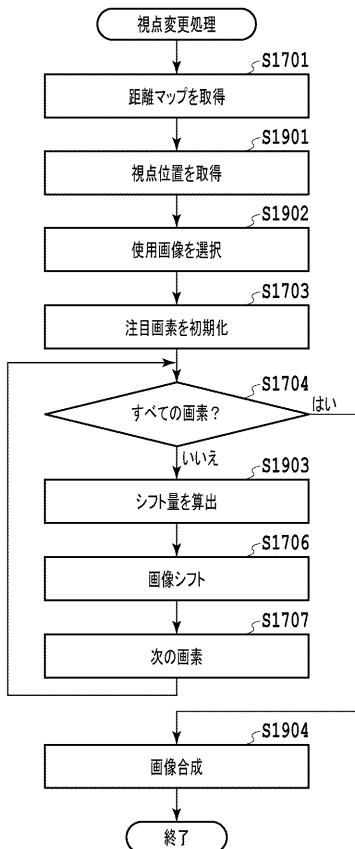 視点変更処理
S1701
距離マップを取得
S1901
視点位置を取得
S1902
使用画像を選択
S1703
注目画素を初期化
S1704
すべての画素?
はい
いいえ
S1903
シフト量を算出
S1706
画像シフト
S1707
次の画素
S1904
画像合成
終了